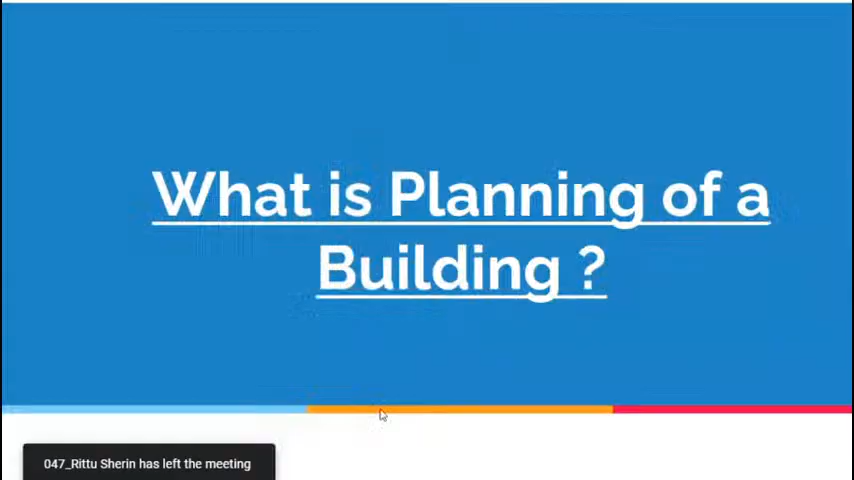 What is Planning of a
Building ?
047_Rittu Sherin has left the meeting